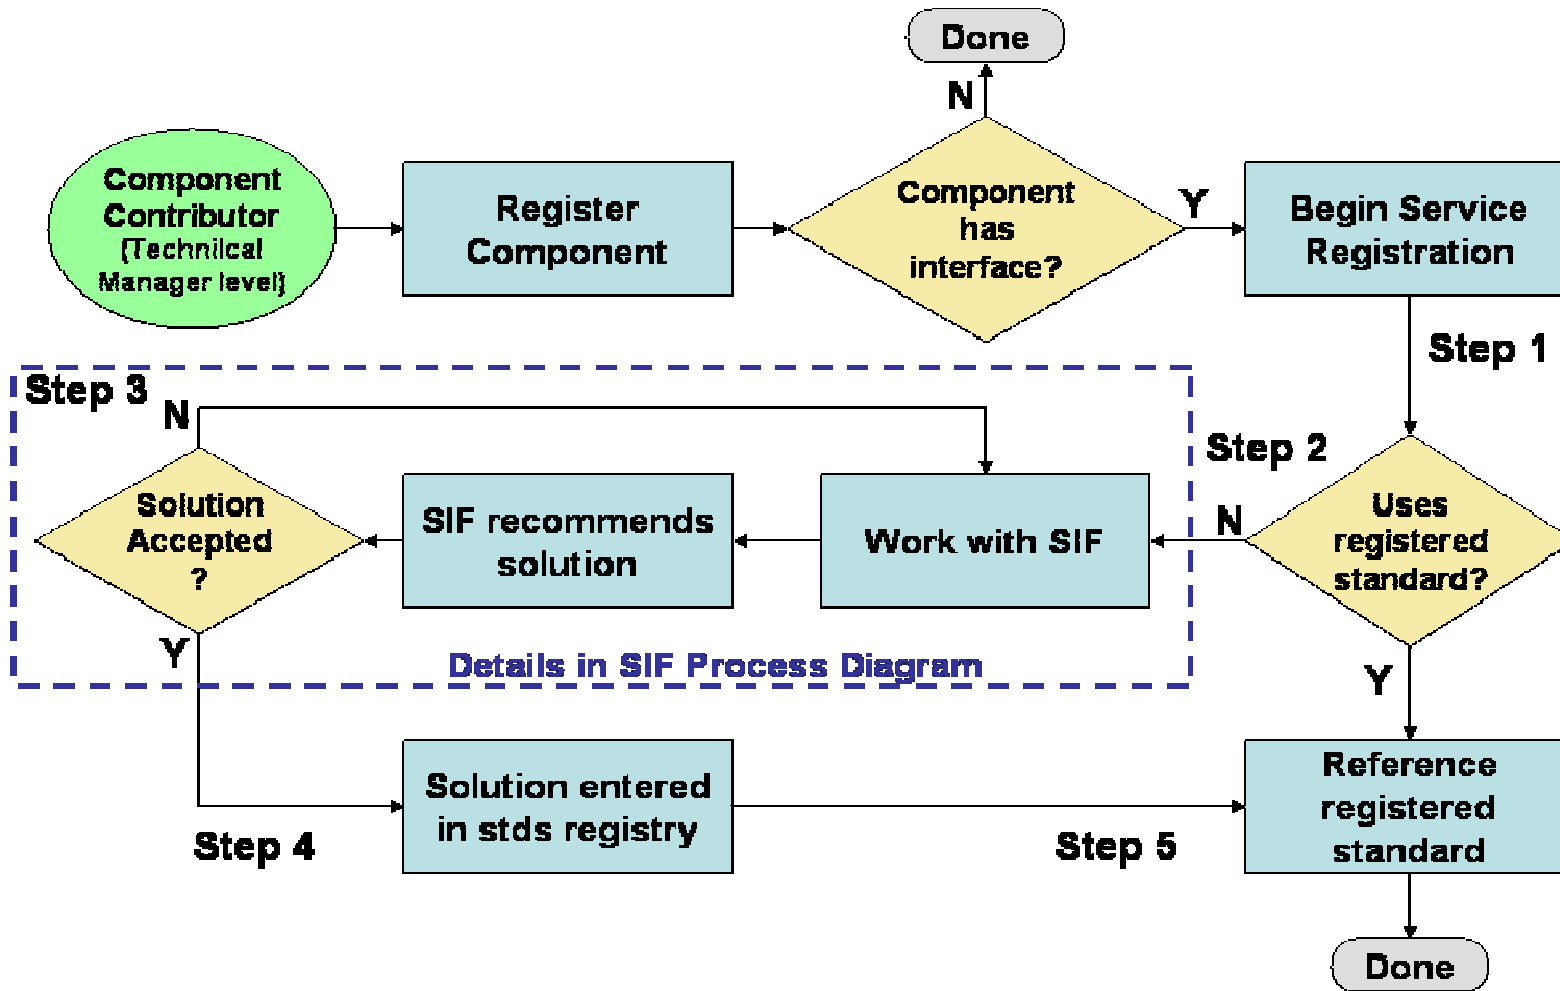 Done
N
Component
Contributor
(Techniical
Manager level)
Register
Component
Component
has
interface?
Y
Begin Service
Registration
Step 1
Step 3
N
Solution
Accepted
?
SIF recommends
solution
Work with SIF
Step 2
N
Uses
registered
standard?
Y
Details in SIF Process Diagram
Y
Solution entered
in stds registry
Step 4
Step 5
Reference
registered
standard
Done